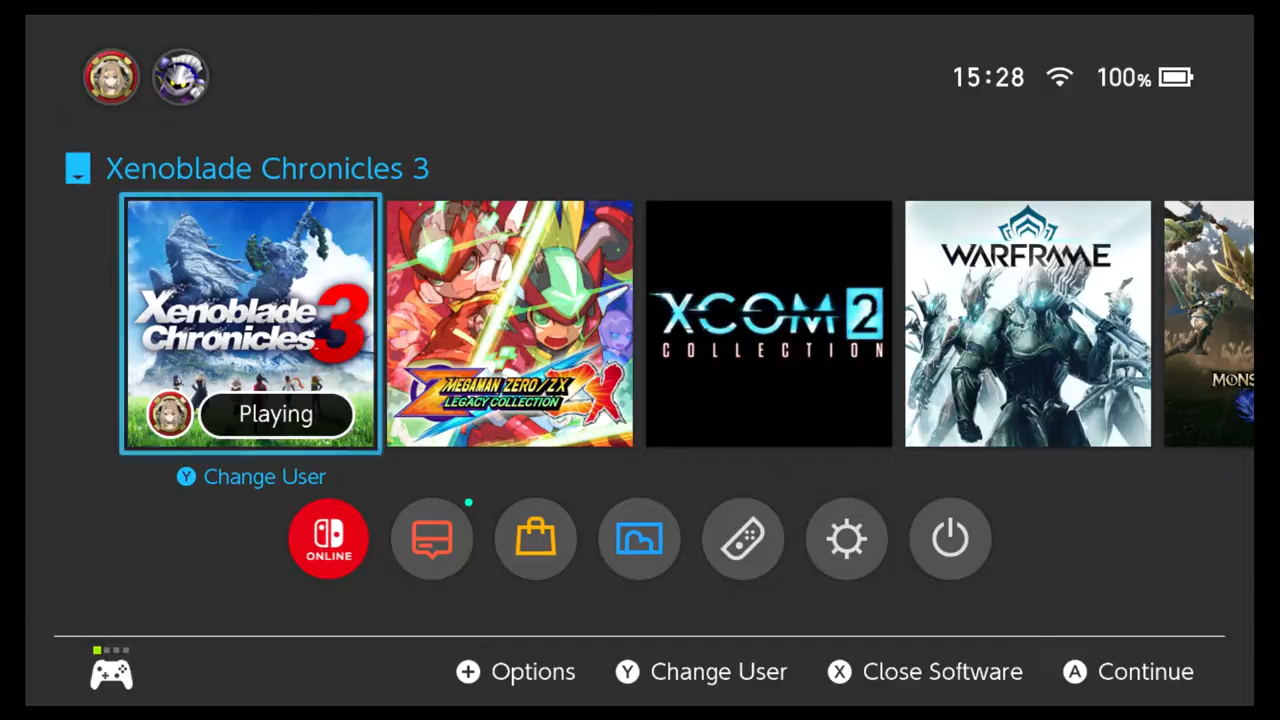 15:28 100%
Xenoblade Chronicles 3
Xenoblade
Chronicles 3
Playing
MEGAMAN ZERO/ZX
LEGACY COLLECTION
ZX
XCOM 2
COLLECTION
WARFRAME
MONS
Y Change User
ONLINE
+ Options Y Change User X Close Software A Continue